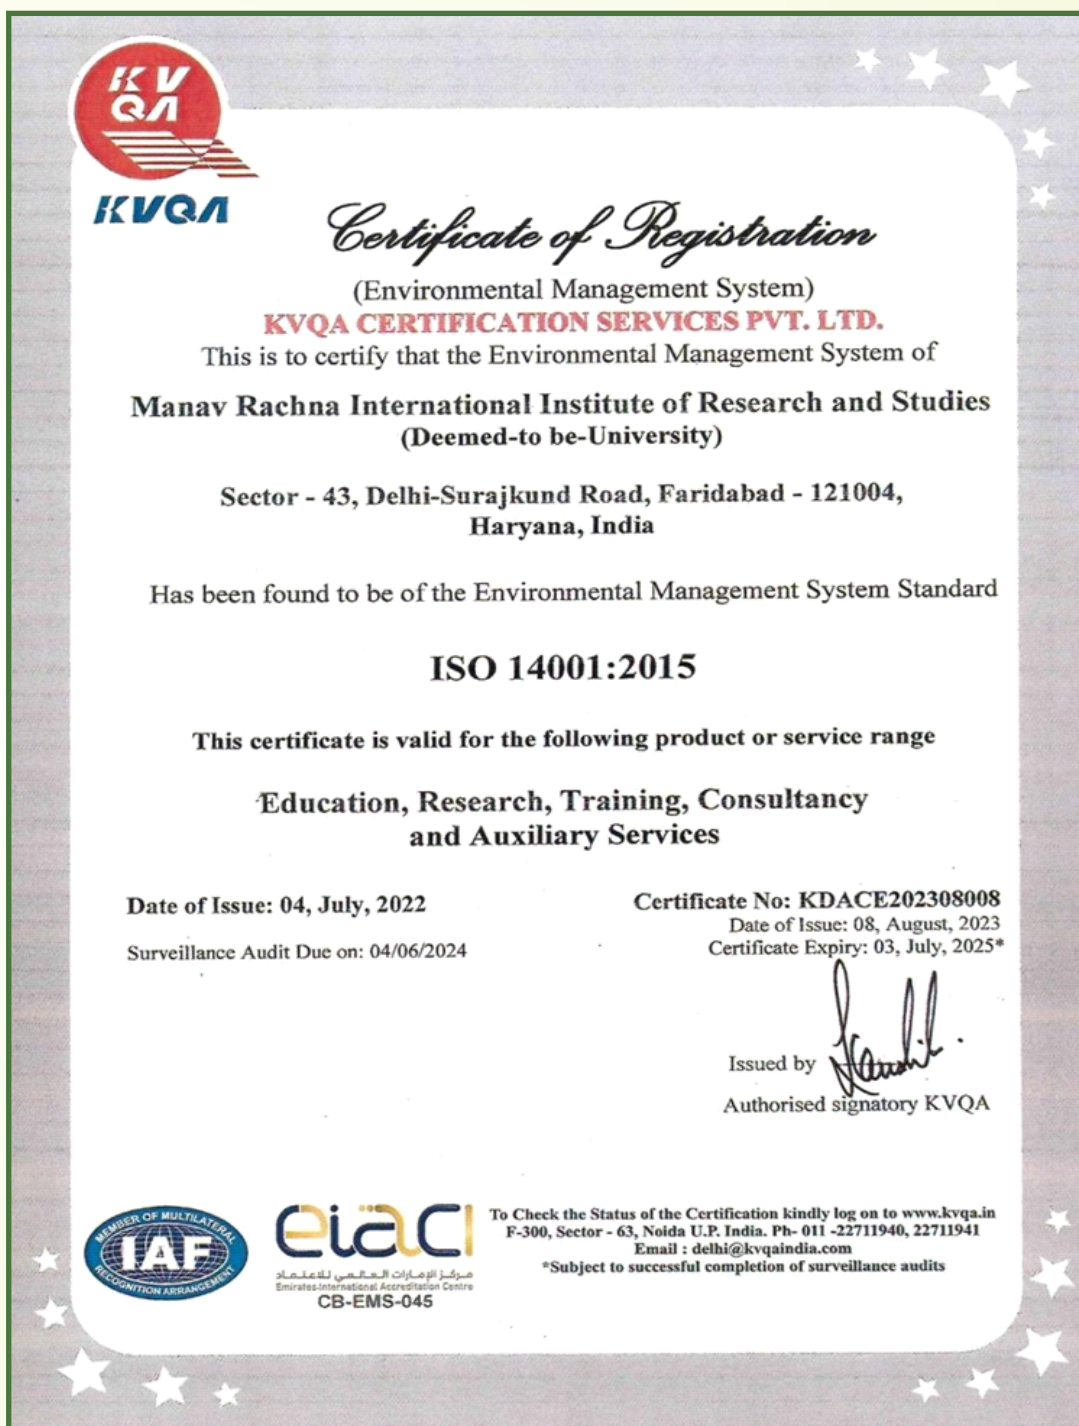 KV
QA
KVQA
Certificate of Registration
(Environmental Management System)
KVQA CERTIFICATION SERVICES PVT. LTD.
This is to certify that the Environmental Management System of
Manav Rachna International Institute of Research and Studies
(Deemed-to be-University)
Sector - 43, Delhi-Surajkund Road, Faridabad - 121004,
Haryana, India
Has been found to be of the Environmental Management System Standard
ISO 14001:2015
This certificate is valid for the following product or service range
Education, Research, Training, Consultancy
and Auxiliary Services
Date of Issue: 04, July, 2022
Surveillance Audit Due on: 04/06/2024
Certificate No: KDACE202308008
Date of Issue: 08, August, 2023
Certificate Expiry: 03, July, 2025*
Issued by
Authorised signatory KVQA
MEMBER OF MULTILATERAL
IAF
RECOGNITION ARRANGEMENT
eiac
مركز الإمارات العالمي للاعتماد
Emirates International Accreditation Centre
CB-EMS-045
To Check the Status of the Certification kindly log on to www.kvqa.in
F-300, Sector - 63, Noida U.P. India. Ph- 011 -22711940, 22711941
Email : delhi@kvqaindia.com
*Subject to successful completion of surveillance audits